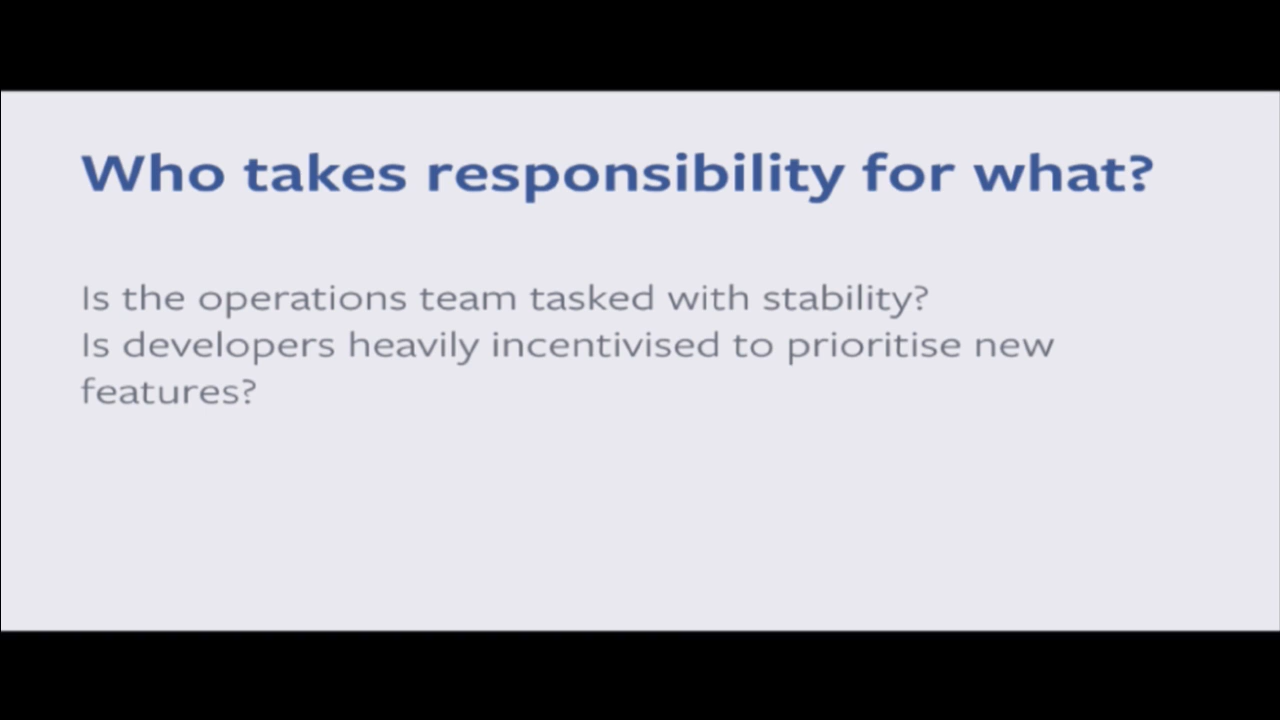 Who takes responsibility for what?
Is the operations team tasked with stability?
Is developers heavily incentivised to prioritise new
features?